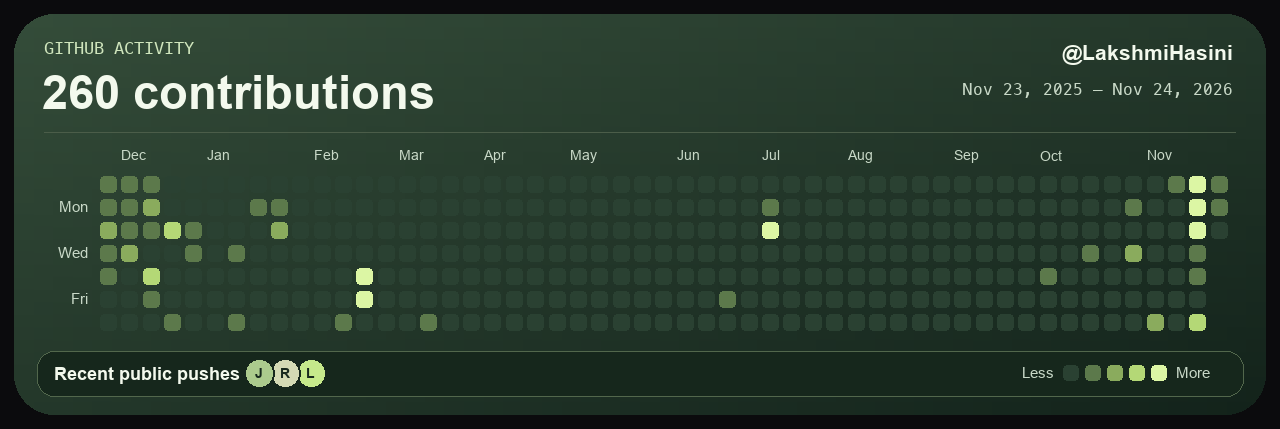 GITHUB ACTIVITY
@LakshmiHasini
260 contributions
Nov 23, 2025 — Nov 24, 2026
Dec Jan Feb Mar Apr May Jun Jul Aug Sep Oct Nov
Mon
Wed
Fri
Recent public pushes J R L Less More